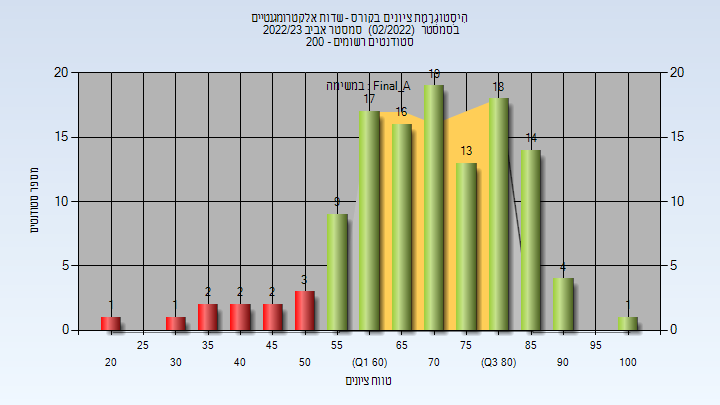 היסטוגרמת ציונים בקורס - שדות אלקטרומגנטיים
בסמסטר (02/2022) סמסטר אביב 2022/23
סטודנטים רשומים - 200
במשימה : Final_A
מספר סטודנטים
20 15 10 5 0
20 15 10 5 0
1 1 2 2 2 3 9 17 16 19 13 18 14 4 1
25 35 45 55 65 75 85 95
20 30 40 50 (Q1 60) 70 (Q3 80) 90 100
טווח ציונים